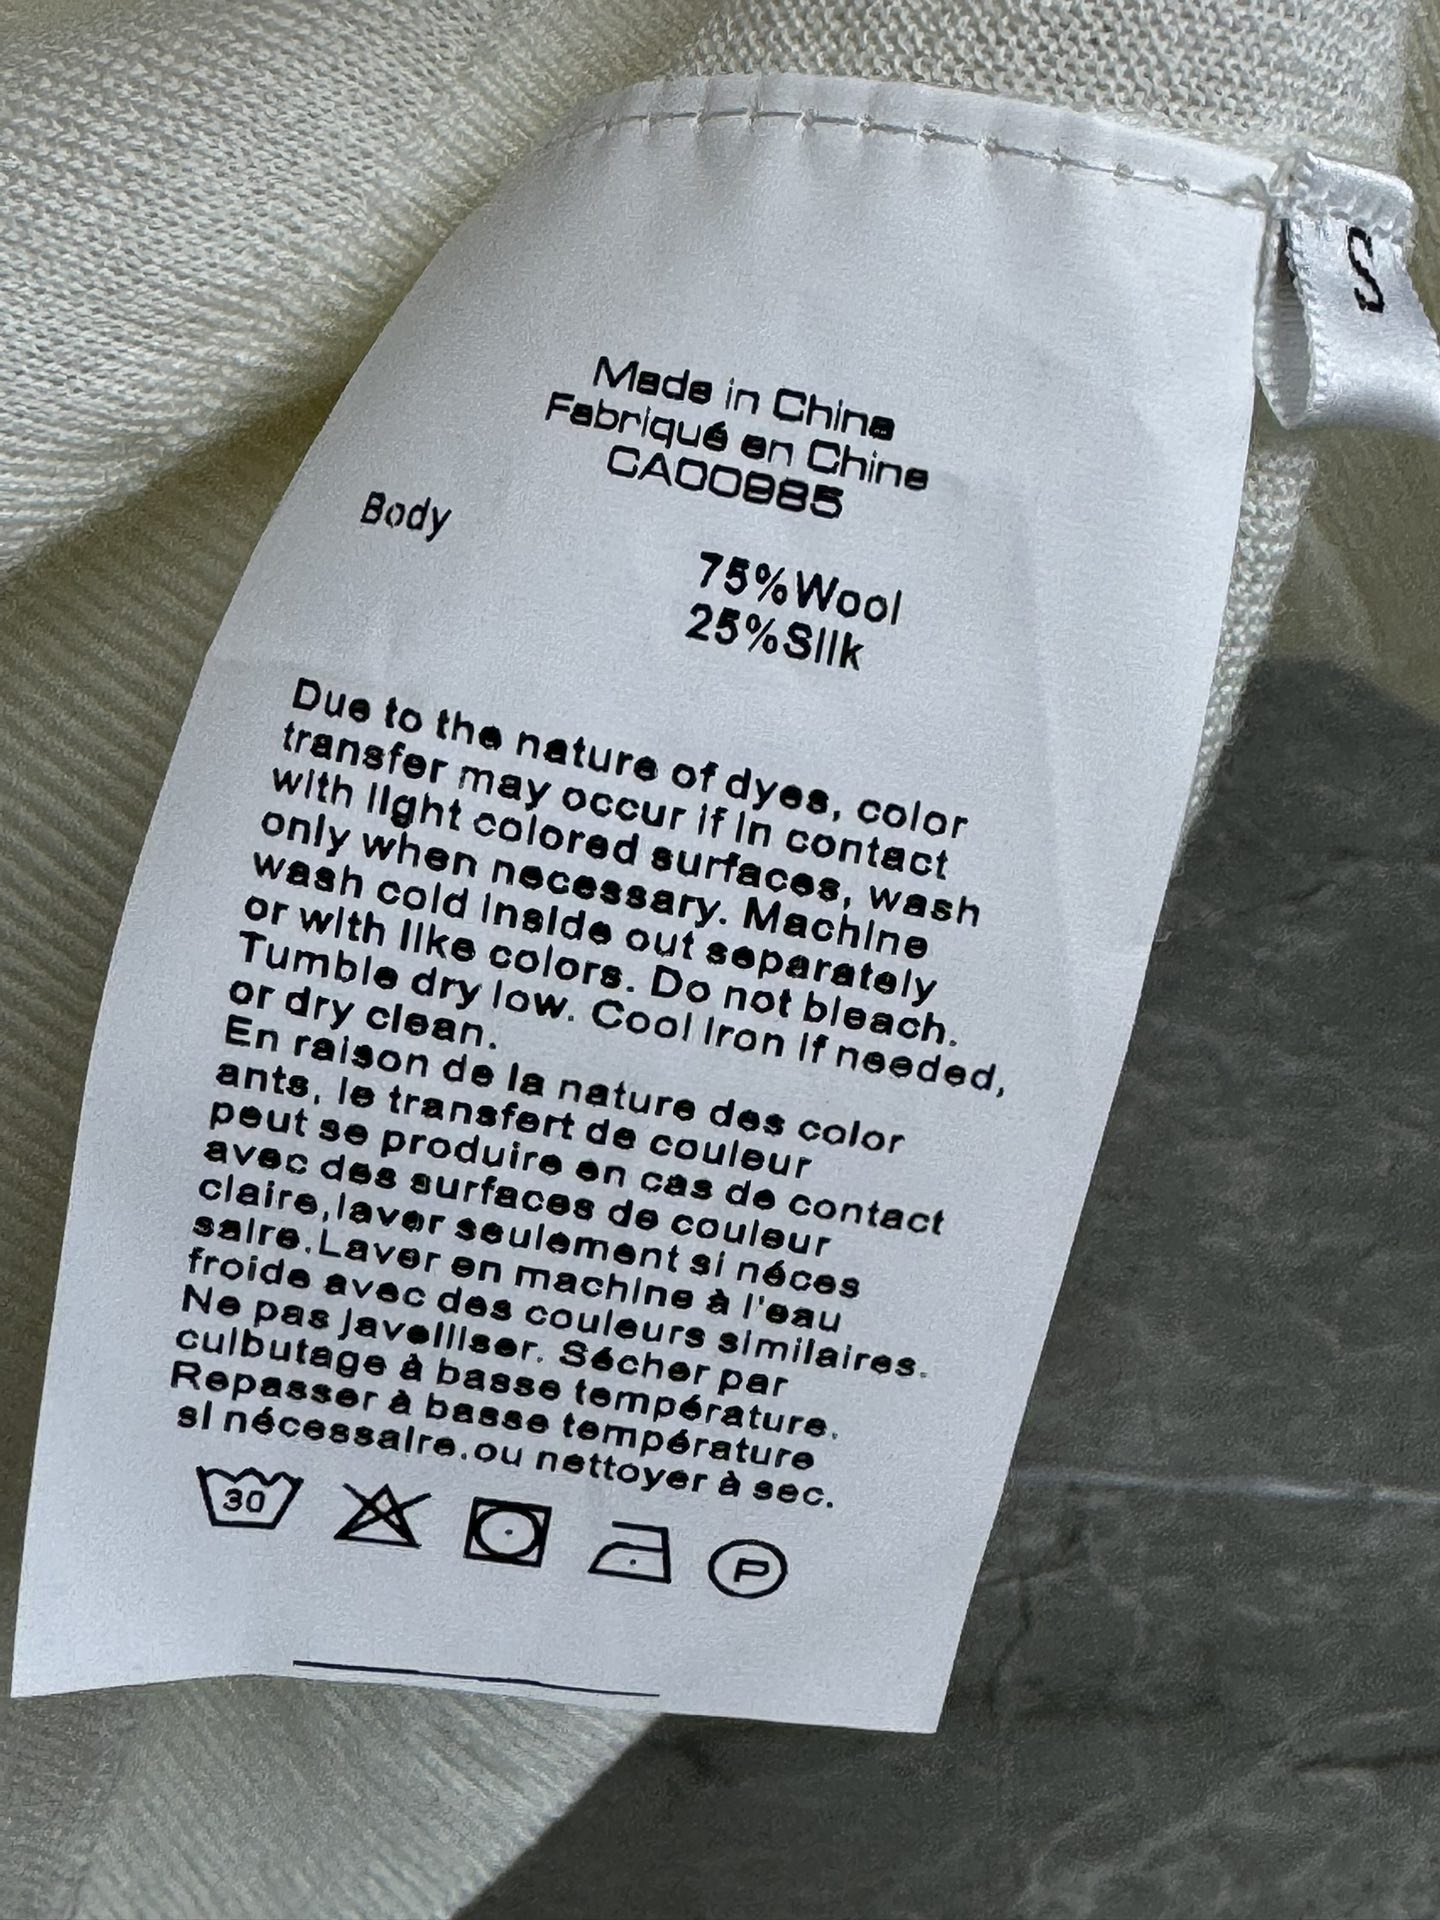 S
Made in China
Fabriqué en Chine
CA00985
Body
75%Wool
25%Silk
Due to the nature of dyes, color
transfer may occur if in contact
with light colored surfaces, wash
only when necessary. Machine
wash cold inside out separately
or with like colors. Do not bleach.
Tumble dry low. Cool Iron if needed,
or dry clean.
En raison de la nature des color
ants, le transfert de couleur
peut se produire en cas de contact
avec des surfaces de couleur
claire,laver seulement si néces
saire.Laver en machine à l'eau
froide avec des couleurs similaires.
Ne pas javelliser. Sécher par
culbutage à basse température.
Repasser à basse température
si nécessaire.ou nettoyer à sec.
30
P